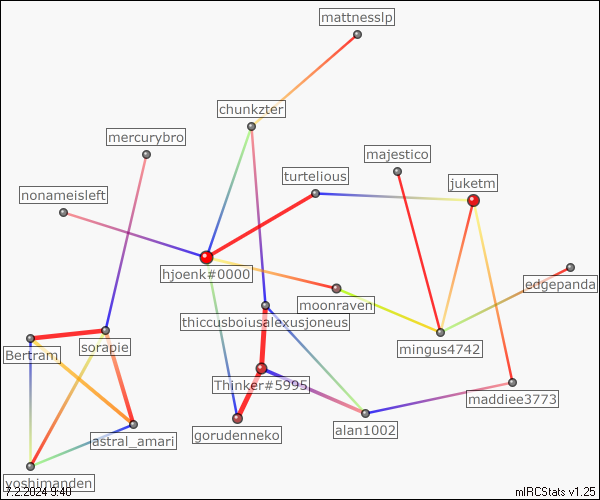 mattnesslp
chunkzter
mercurybro
majestico
turtelious
juketm
nonameisleft
hjoenk#0000
edgepanda
moonraven
thiccusboiusalexusjoneus
Bertran
sorapie
mingus4742
Thinker#5995
maddiee3773
gorudenneko
alan1002
astral_amari
yoshimanden
7.2.2024 9:40
mIRCStats v1.25